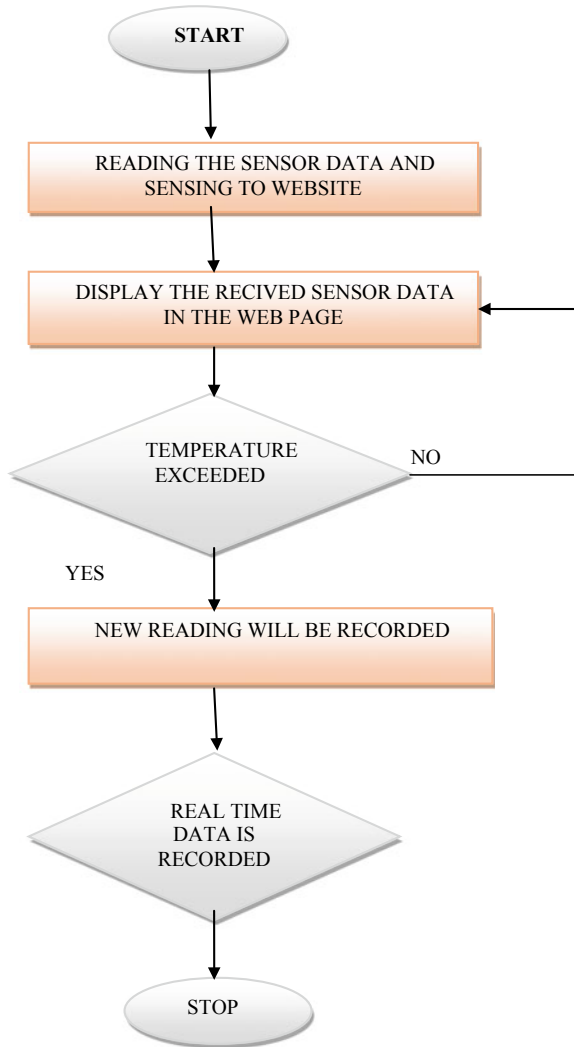 START
READING THE SENSOR DATA AND
SENSING TO WEBSITE
DISPLAY THE RECIVED SENSOR DATA
IN THE WEB PAGE
TEMPERATURE
EXCEEDED
NO
YES
NEW READING WILL BE RECORDED
REAL TIME
DATA IS
RECORDED
STOP